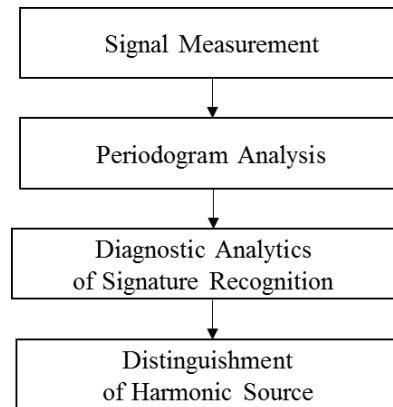 Signal Measurement
Periodogram Analysis
Diagnostic Analytics
of Signature Recognition
Distinguishment
of Harmonic Source